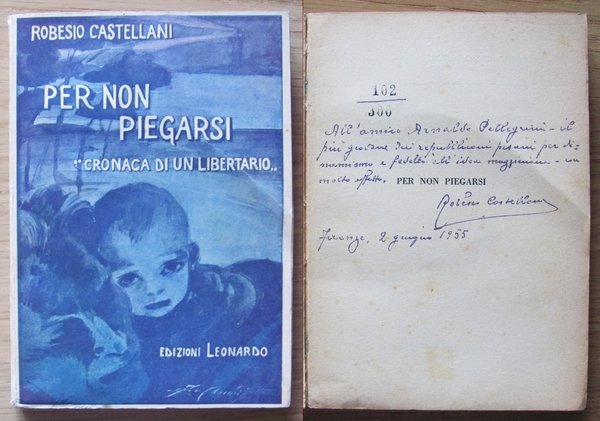 ROBESIO CASTELLANI
PER NON
PIEGARSI
"CRONACA DI UN LIBERTARIO"
EDIZIONI LEONARDO
102
300
All'amico Arnaldo Pellegrini - il
più giovane dei repubblicani pisani per di-
namismo e fedeltà all'idea mazziniana - con
molto affetto.
PER NON PIEGARSI
Robesio Castellani
Firenze, 2 giugno 1955